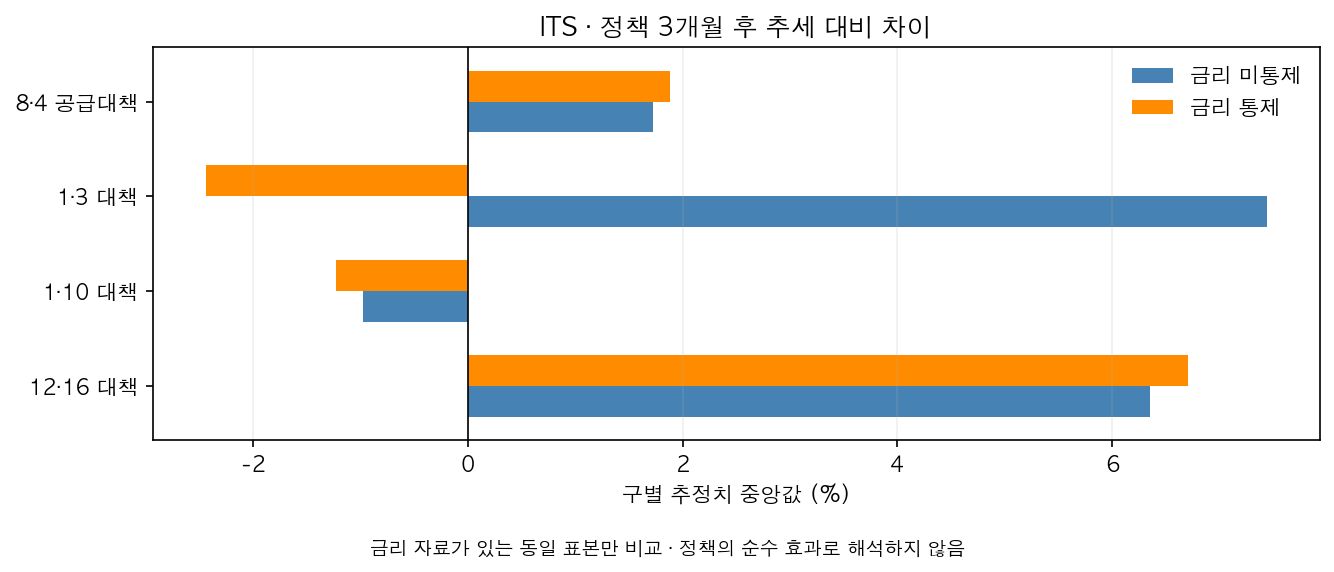 ITS · 정책 3개월 후 추세 대비 차이
금리 미통제
금리 통제
8·4 공급대책
1·3 대책
1·10 대책
12·16 대책
-2 0 2 4 6
구별 추정치 중앙값 (%)
금리 자료가 있는 동일 표본만 비교 · 정책의 순수 효과로 해석하지 않음